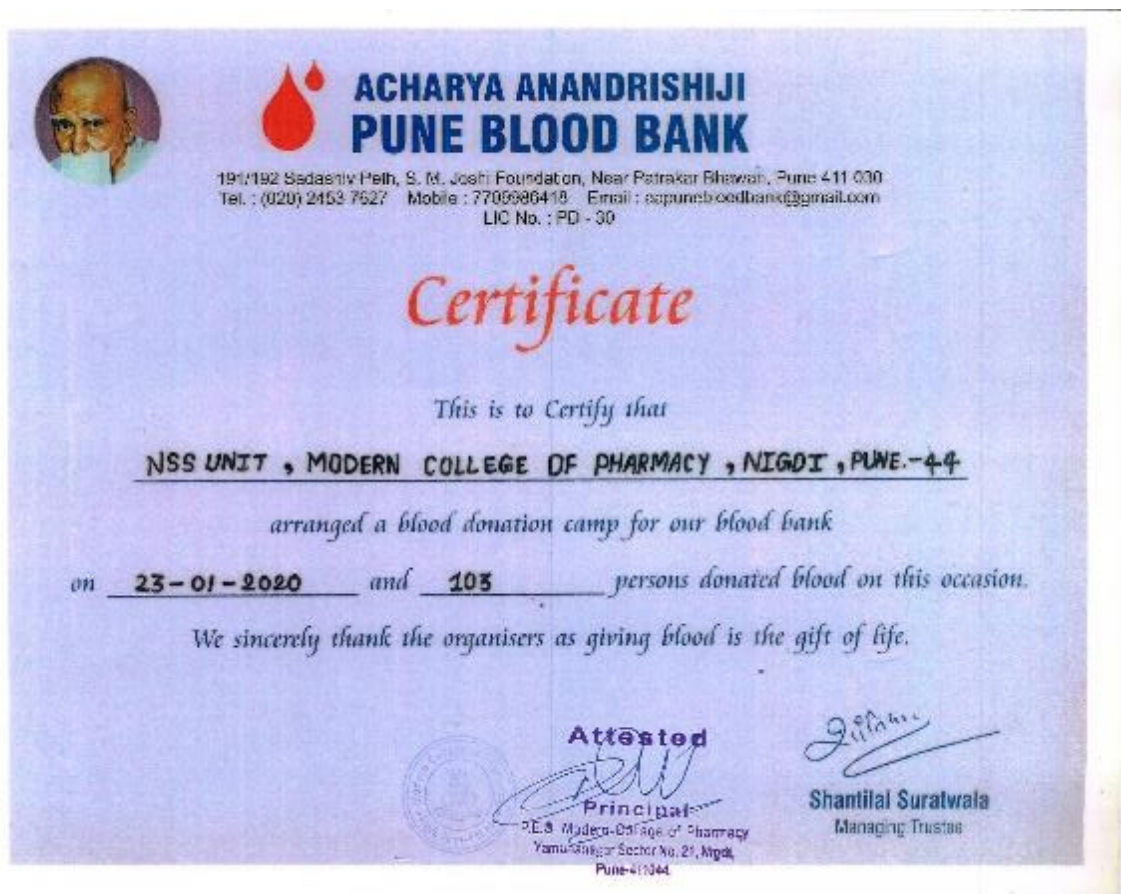 ACHARYA ANANDRISHIJI
PUNE BLOOD BANK
191/192 Sadashiv Peth, S. M. Joshi Foundation, Near Patrakar Bhawan, Pune 411 030
Tel. : (020) 2453 7627 Mobile : Email : aapunebloodbank@gmail.com
LIC No. : PD - 30
Certificate
This is to Certify that
NSS UNIT , MODERN COLLEGE OF PHARMACY , NIGDI , PUNE.-44
arranged a blood donation camp for our blood bank
on 23-01-2020 and 103 persons donated blood on this occasion.
We sincerely thank the organisers as giving blood is the gift of life.
Attested
Principal
P.E.S. Modern College of Pharmacy
Yamunanagar Sector No. 21, Nigdi,
Pune-411044.
Shantilal Suratwala
Managing Trustee